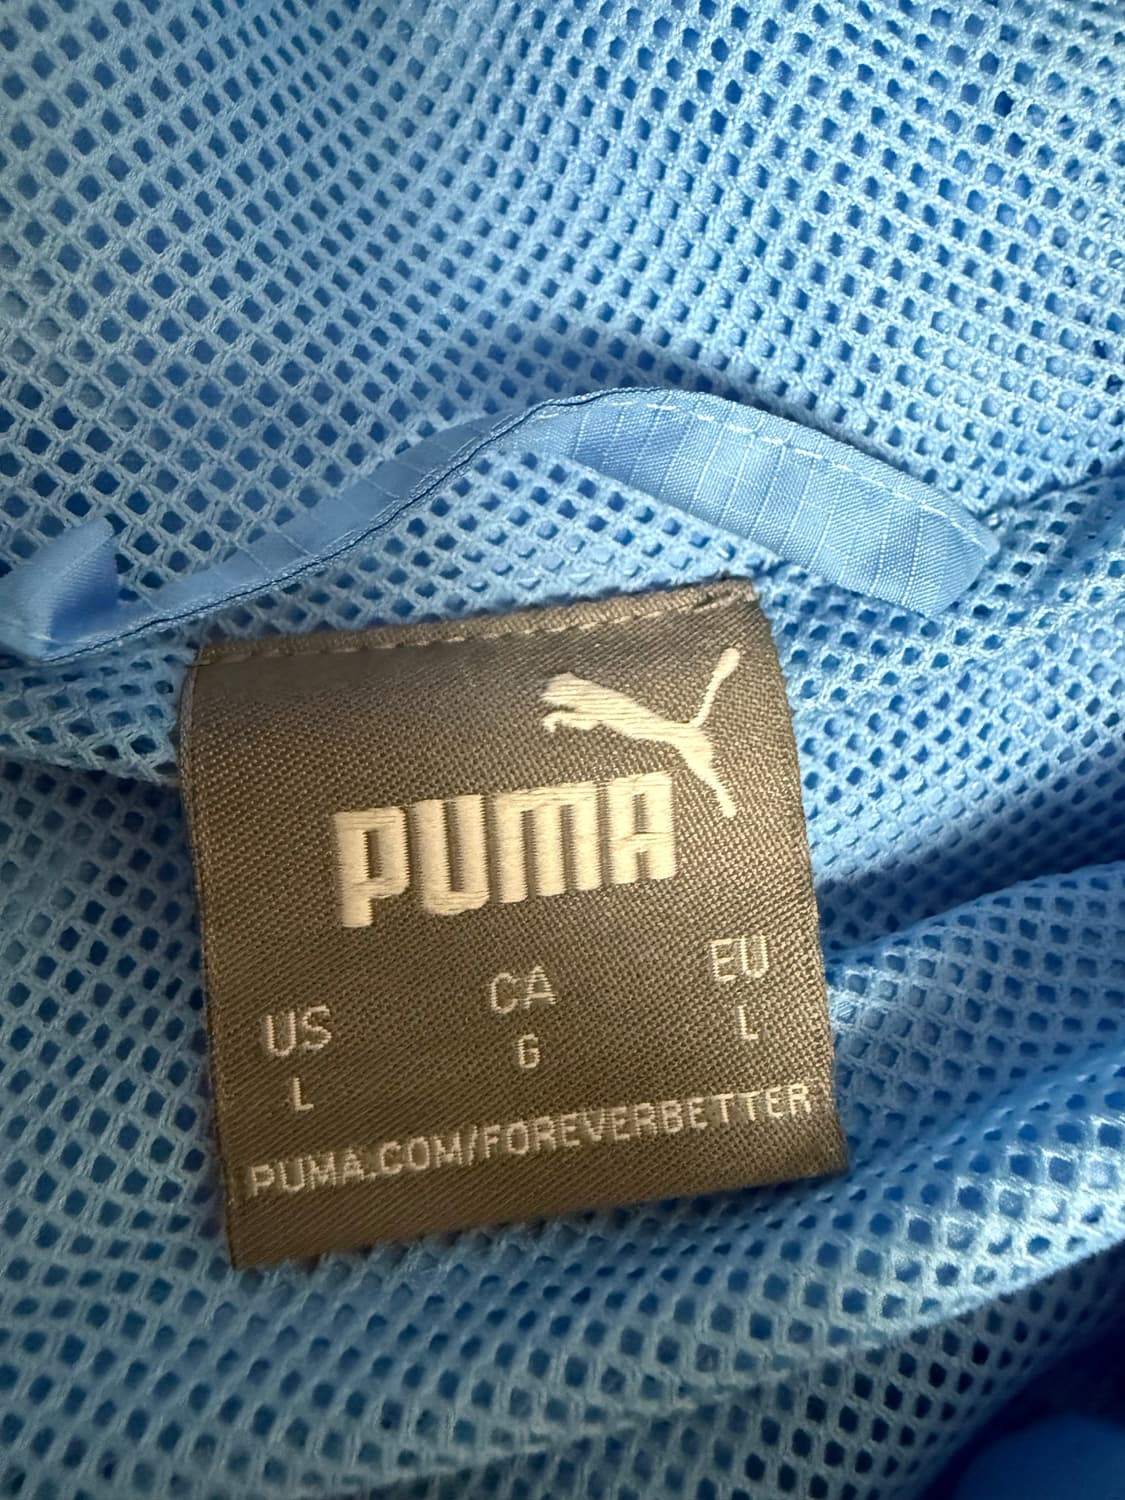 PUMA
US CA EU
L G L
PUMA.COM/FOREVERBETTER